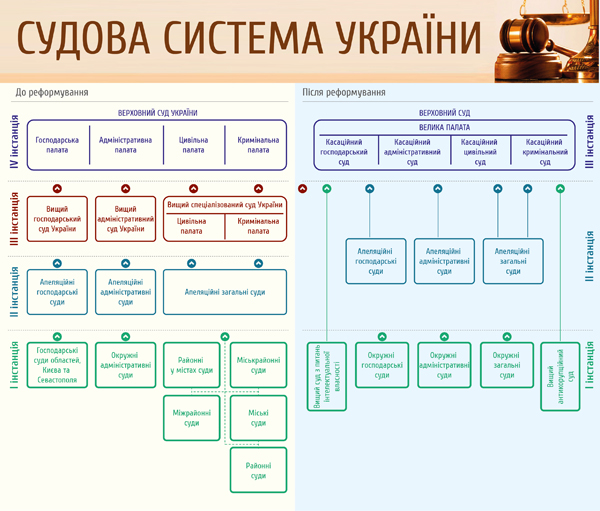 СУДОВА СИСТЕМА УКРАЇНИ
До реформування
IV інстанція
ВЕРХОВНИЙ СУД УКРАЇНИ
Господарська
палата
Адміністративна
палата
Цивільна
палата
Кримінальна
палата
III інстанція
Вищий
господарський
суд України
Вищий
адміністративний
суд України
Вищий спеціалізований суд України
Цивільна
палата
Кримінальна
палата
II інстанція
Апеляційні
господарські
суди
Апеляційні
адміністративні
суди
Апеляційні загальні суди
I інстанція
Господарські
суди областей,
Києва та
Севастополя
Окружні
адміністративні
суди
Районні
у містах суди
Міськрайонні
суди
Міжрайонні
суди
Міські
суди
Районні
суди
Після реформування
III інстанція
ВЕРХОВНИЙ СУД
ВЕЛИКА ПАЛАТА
Касаційний
господарський
суд
Касаційний
адміністративний
суд
Касаційний
цивільний
суд
Касаційний
кримінальний
суд
II інстанція
Апеляційні
господарські
суди
Апеляційні
адміністративні
суди
Апеляційні
загальні
суди
I інстанція
Вищий суд з питань
інтелектуальної
власності
Окружні
господарські
суди
Окружні
адміністративні
суди
Окружні
загальні
суди
Вищий
антикорупційний
суд